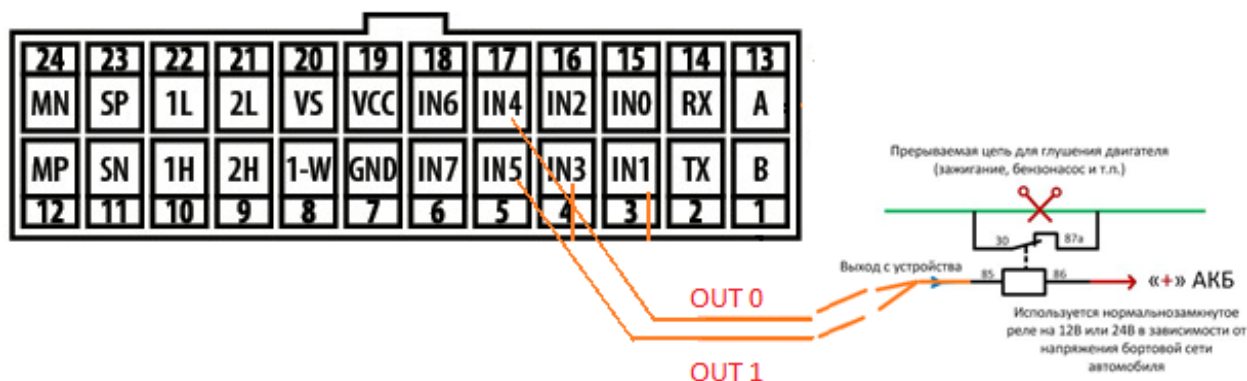 24 23 22 21 20 19 18 17 16 15 14 13
MN SP 1L 2L VS VCC IN6 IN4 IN2 IN0 RX A
MP SN 1H 2H 1-W GND IN7 IN5 IN3 IN1 TX B
12 11 10 9 8 7 6 5 4 3 2 1
Прерываемая цепь для глушения двигателя
(зажигание, бензонасос и т.п.)
30 87а
Выход с устройства
85 86
«+» АКБ
OUT 0
OUT 1
Используется нормальнозамкнутое
реле на 12В или 24В в зависимости от
напряжения бортовой сети
автомобиля